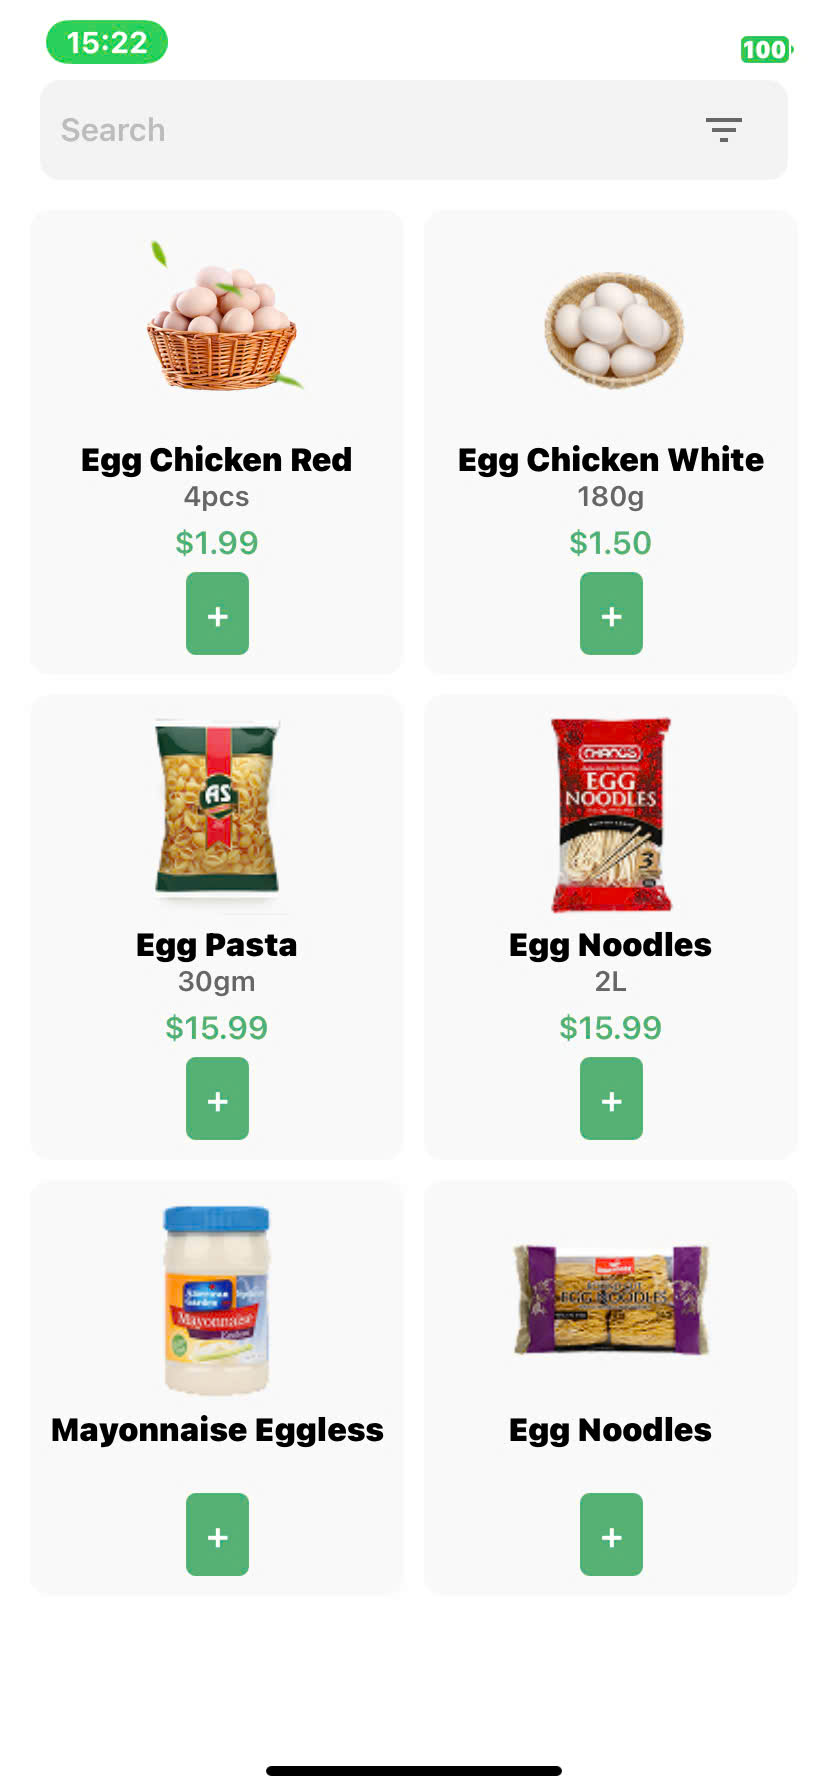 15:22
100
Search
Egg Chicken Red
4pcs
$1.99
+
Egg Chicken White
180g
$1.50
+
AS
Egg Pasta
30gm
$15.99
+
CHANG'S
EGG
NOODLES
3
Egg Noodles
2L
$15.99
+
American
Garden
Mayonnaise
Mayonnaise Eggless
+
EGG NOODLES
Egg Noodles
+